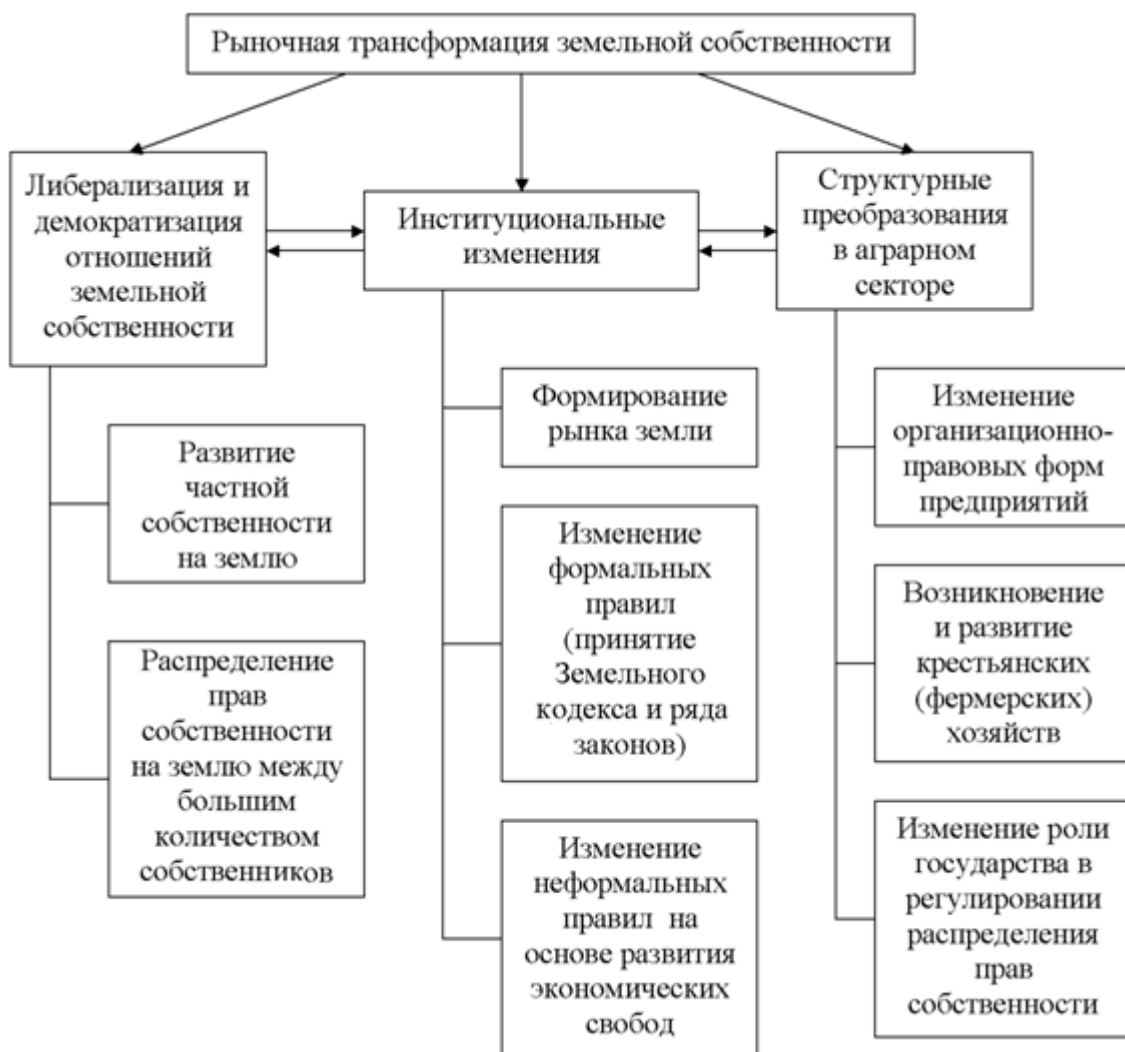 Рыночная трансформация земельной собственности
Либерализация и
демократизация
отношений
земельной
собственности
Институциональные
изменения
Структурные
преобразования
в аграрном
секторе
Развитие
частной
собственности
на землю
Распределение
прав
собственности
на землю между
большим
количеством
собственников
Формирование
рынка земли
Изменение
формальных
правил
(принятие
Земельного
кодекса и ряда
законов)
Изменение
неформальных
правил на
основе развития
экономических
свобод
Изменение
организационно-
правовых форм
предприятий
Возникновение
и развитие
крестьянских
(фермерских)
хозяйств
Изменение роли
государства в
регулировании
распределения
прав
собственности